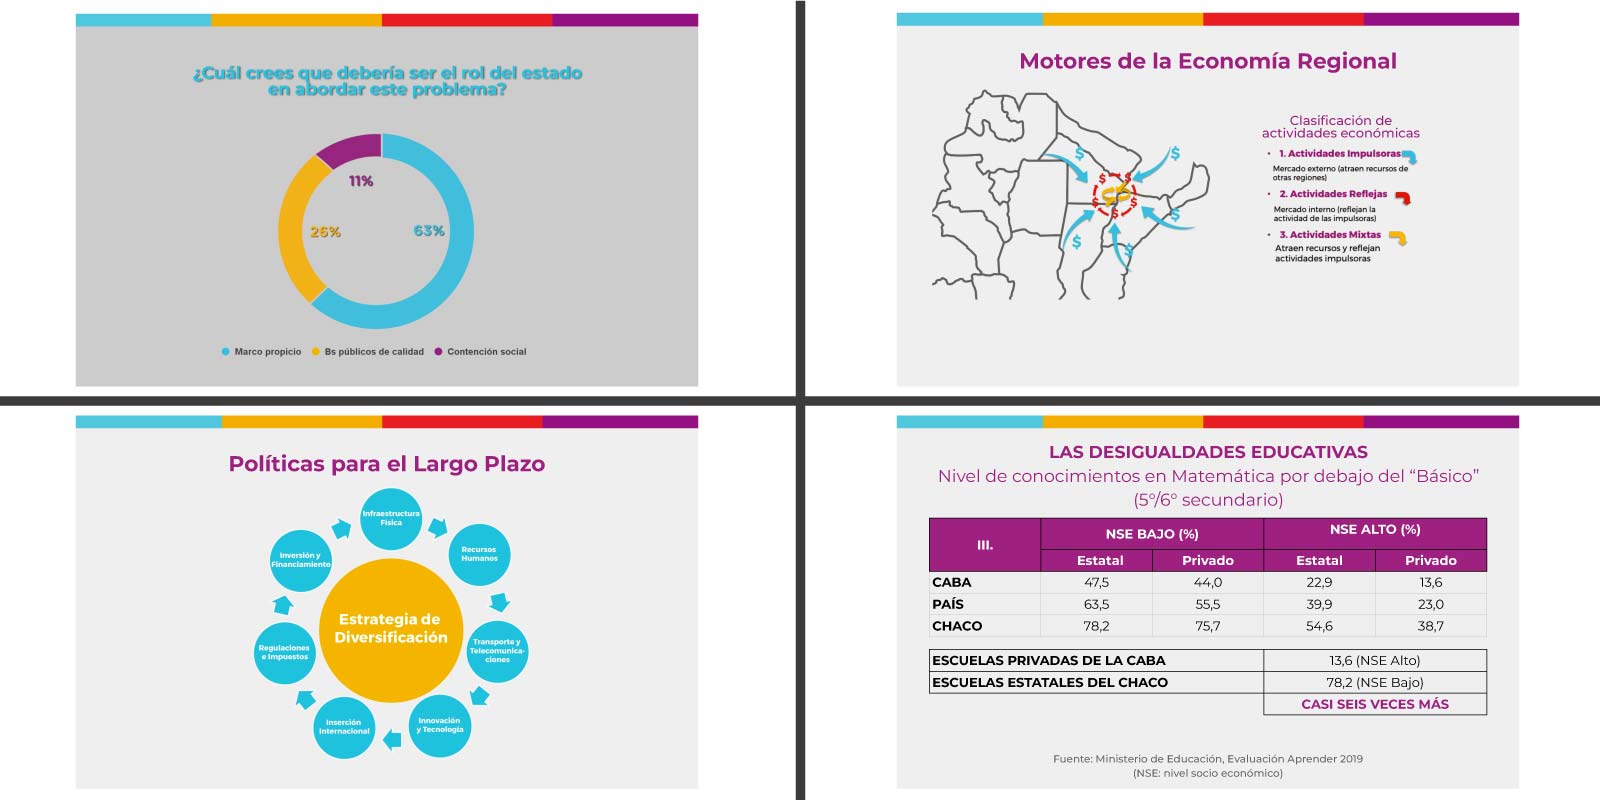 ¿Cuál crees que debería ser el rol del estado
en abordar este problema?
11%
26%
63%
Marco propicio
Bs públicos de calidad
Contención social
Motores de la Economía Regional
$
$
$
$
$
$
$
$
$
Clasificación de
actividades económicas
• 1. Actividades Impulsoras
Mercado externo (atraen recursos de
otras regiones)
• 2. Actividades Reflejas
Mercado interno (reflejan la
actividad de las impulsoras)
• 3. Actividades Mixtas
Atraen recursos y reflejan
actividades impulsoras
Políticas para el Largo Plazo
Infraestructura
Física
Recursos
Humanos
Transporte y
Telecomunica-
ciones
Innovación
y Tecnología
Inserción
Internacional
Regulaciones
e Impuestos
Inversión y
Financiamiento
Estrategia de
Diversificación
LAS DESIGUALDADES EDUCATIVAS
Nivel de conocimientos en Matemática por debajo del “Básico”
(5°/6° secundario)
III. NSE BAJO (%) NSE ALTO (%)
Estatal Privado Estatal Privado
CABA 47,5 44,0 22,9 13,6
PAÍS 63,5 55,5 39,9 23,0
CHACO 78,2 75,7 54,6 38,7
ESCUELAS PRIVADAS DE LA CABA 13,6 (NSE Alto)
ESCUELAS ESTATALES DEL CHACO 78,2 (NSE Bajo)
CASI SEIS VECES MÁS
Fuente: Ministerio de Educación, Evaluación Aprender 2019
(NSE: nivel socio económico)